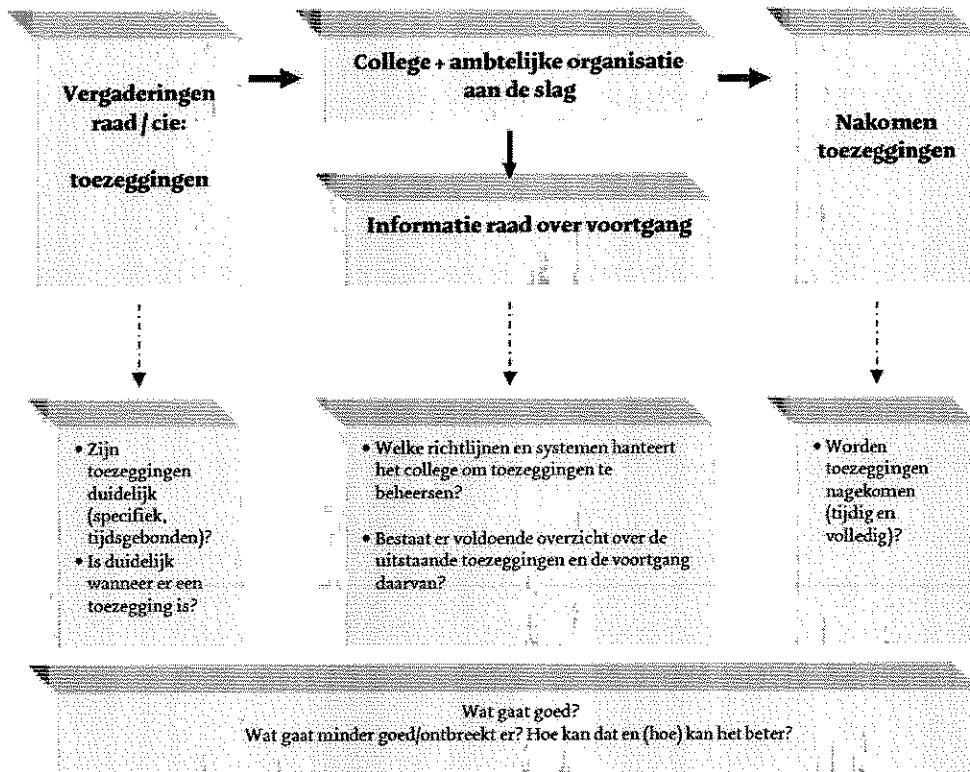 Vergaderingen
raad / cie:
toezeggingen
College + ambtelijke organisatie
aan de slag
Informatie raad over voortgang
Nakomen
toezeggingen
• Zijn
toezeggingen
duidelijk
(specifiek,
tijdsgebonden)?
• Is duidelijk
wanneer er een
toezegging is?
• Welke richtlijnen en systemen hanteert
het college om toezeggingen te
beheersen?
• Bestaat er voldoende overzicht over de
uitstaande toezeggingen en de voortgang
daarvan?
• Worden
toezeggingen
nagekomen
(tijdig en
volledig)?
Wat gaat goed?
Wat gaat minder goed/ontbreekt er? Hoe kan dat en (hoe) kan het beter?